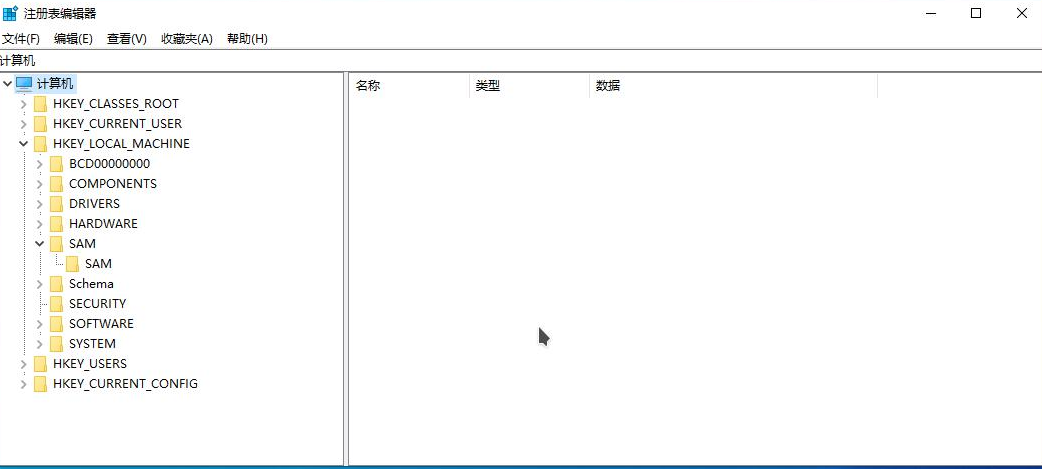 注册表编辑器
文件(F) 编辑(E) 查看(V) 收藏夹(A) 帮助(H)
计算机
计算机
名称 类型 数据
HKEY_CLASSES_ROOT
HKEY_CURRENT_USER
HKEY_LOCAL_MACHINE
BCD00000000
COMPONENTS
DRIVERS
HARDWARE
SAM
SAM
Schema
SECURITY
SOFTWARE
SYSTEM
HKEY_USERS
HKEY_CURRENT_CONFIG